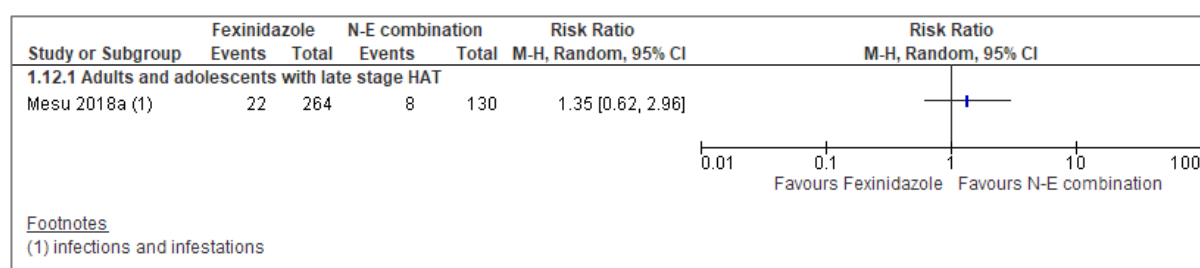 Fexinidazole N-E combination Risk Ratio Risk Ratio
Study or Subgroup Events Total Events Total M-H, Random, 95% CI M-H, Random, 95% CI
1.12.1 Adults and adolescents with late stage HAT
Mesu 2018a (1) 22 264 8 130 1.35 [0.62, 2.96]
0.01 0.1 1 10 100
Favours Fexinidazole Favours N-E combination
Footnotes
(1) infections and infestations